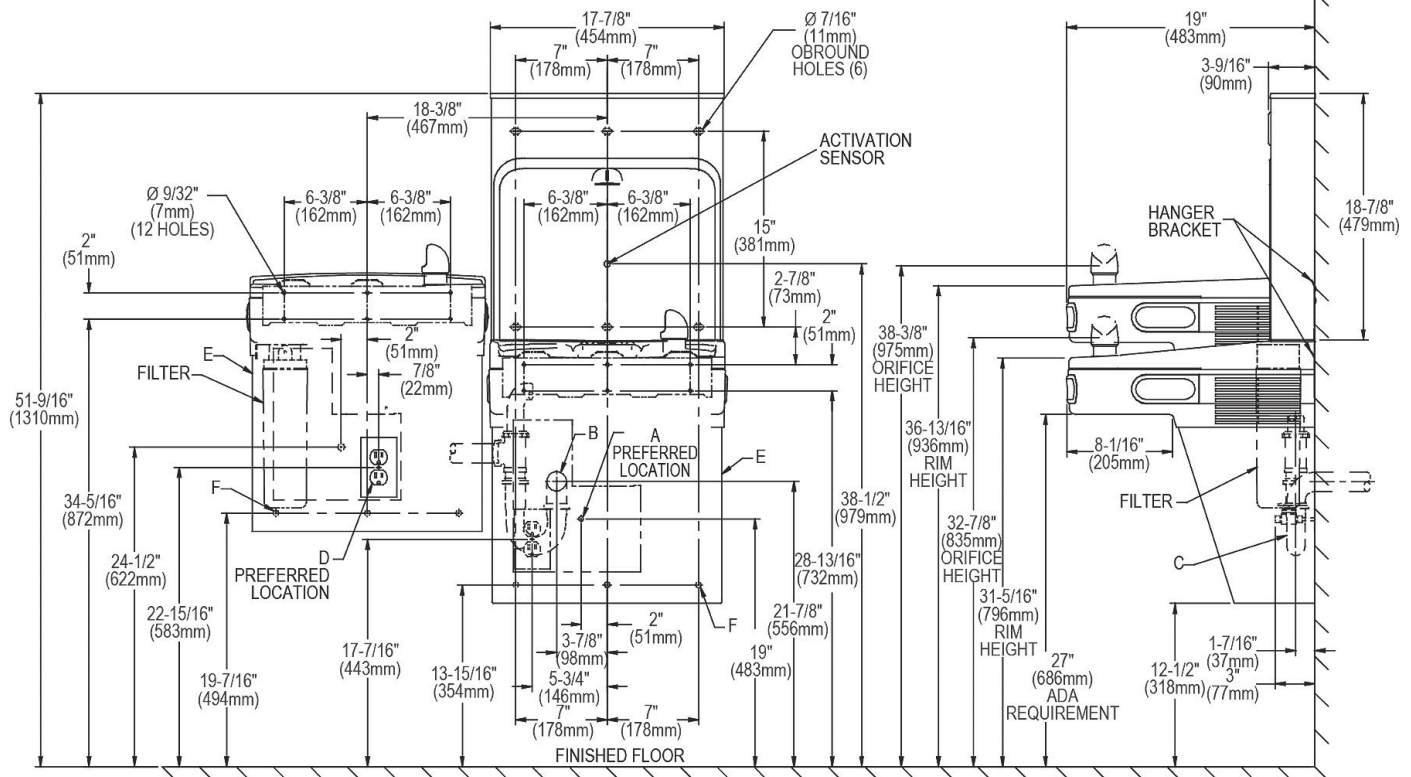 17-7/8"
(454mm)
7"
(178mm)
7"
(178mm)
Ø 7/16"
(11mm)
OBROUND
HOLES (6)
19"
(483mm)
3-9/16"
(90mm)
18-3/8"
(467mm)
ACTIVATION
SENSOR
Ø 9/32"
(7mm)
(12 HOLES)
6-3/8"
(162mm)
6-3/8"
(162mm)
6-3/8"
(162mm)
6-3/8"
(162mm)
15"
(381mm)
HANGER
BRACKET
18-7/8"
(479mm)
2"
(51mm)
2-7/8"
(73mm)
2"
(51mm)
2"
(51mm)
7/8"
(22mm)
E
FILTER
38-3/8"
(975mm)
ORIFICE
HEIGHT
51-9/16"
(1310mm)
36-13/16"
(936mm)
RIM
HEIGHT
8-1/16"
(205mm)
B
A
PREFERRED
LOCATION
E
FILTER
34-5/16"
(872mm)
F
38-1/2"
(979mm)
32-7/8"
(835mm)
ORIFICE
HEIGHT
24-1/2"
(622mm)
D
PREFERRED
LOCATION
28-13/16"
(732mm)
C
31-5/16"
(796mm)
RIM
HEIGHT
22-15/16"
(583mm)
21-7/8"
(556mm)
F
2"
(51mm)
3-7/8"
(98mm)
17-7/16"
(443mm)
19"
(483mm)
1-7/16"
(37mm)
19-7/16"
(494mm)
13-15/16"
(354mm)
5-3/4"
(146mm)
27"
(686mm)
ADA
REQUIREMENT
12-1/2"
(318mm)
3"
(77mm)
7"
(178mm)
7"
(178mm)
FINISHED FLOOR